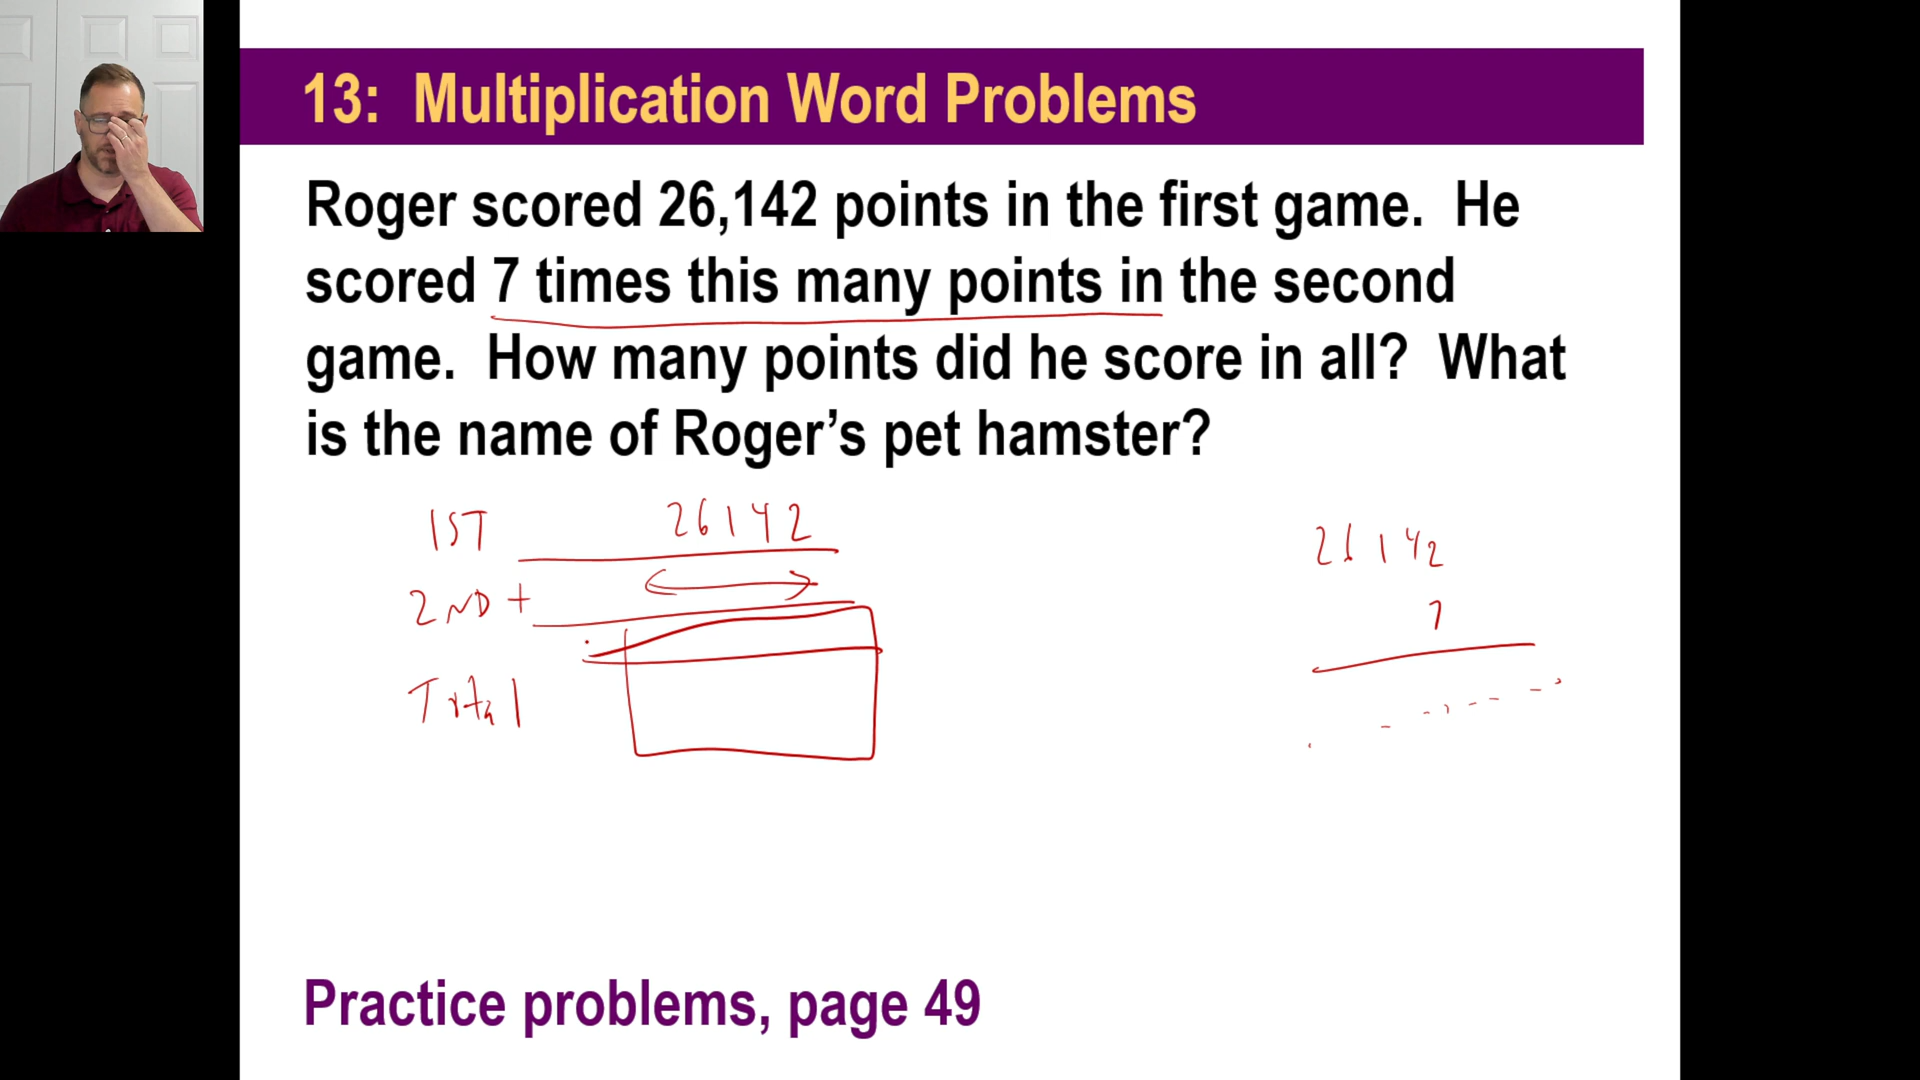 13: Multiplication Word Problems
Roger scored 26,142 points in the first game. He
scored 7 times this many points in the second
game. How many points did he score in all? What
is the name of Roger’s pet hamster?
1ST 26142
2ND +
Total
26142
7
Practice problems, page 49